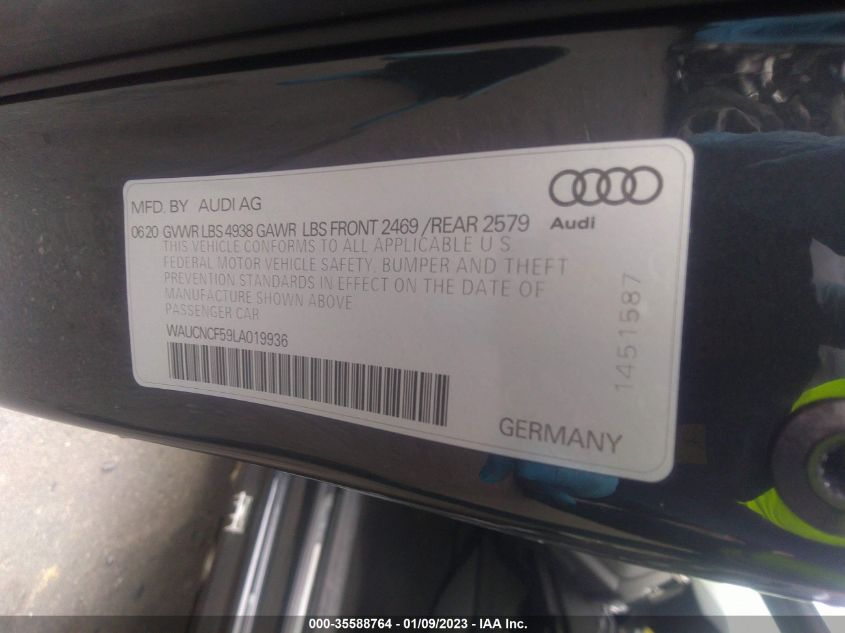 MFD. BY AUDI AG
0620 GVWR LBS 4938 GAWR LBS FRONT 2469 /REAR 2579
THIS VEHICLE CONFORMS TO ALL APPLICABLE U S
FEDERAL MOTOR VEHICLE SAFETY, BUMPER AND THEFT
PREVENTION STANDARDS IN EFFECT ON THE DATE OF
MANUFACTURE SHOWN ABOVE
PASSENGER CAR
WAUCNCF59LA019936
Audi
1451587
GERMANY
000-35588764 - 01/09/2023 - IAA Inc.